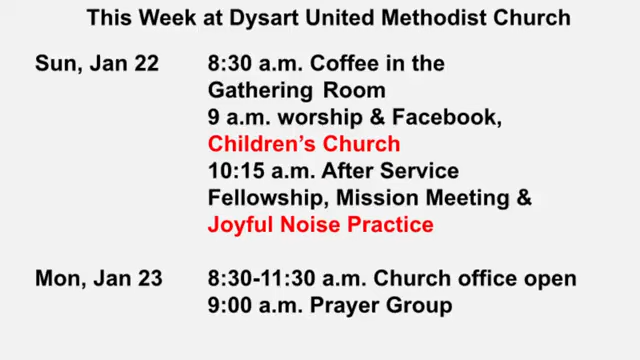 This Week at Dysart United Methodist Church
Sun, Jan 22 8:30 a.m. Coffee in the
Gathering Room
9 a.m. worship & Facebook,
Children's Church
10:15 a.m. After Service
Fellowship, Mission Meeting &
Joyful Noise Practice
Mon, Jan 23 8:30-11:30 a.m. Church office open
9:00 a.m. Prayer Group